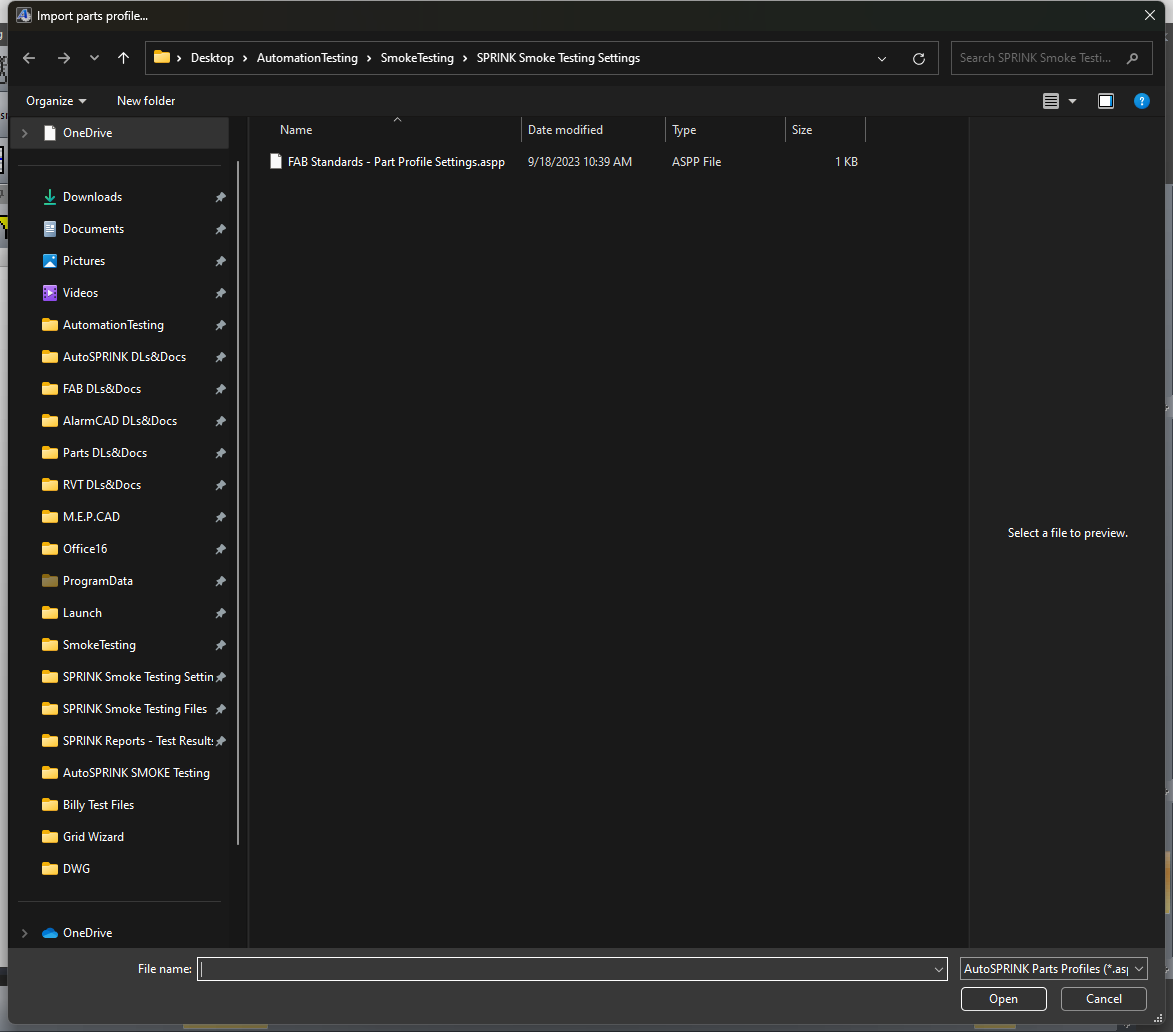 Import parts profile...
Desktop > AutomationTesting > SmokeTesting > SPRINK Smoke Testing Settings
Search SPRINK Smoke Testi...
Organize New folder
OneDrive
Downloads
Documents
Pictures
Videos
AutomationTesting
AutoSPRINK DLs&Docs
FAB DLs&Docs
AlarmCAD DLs&Docs
Parts DLs&Docs
RVT DLs&Docs
M.E.P.CAD
Office16
ProgramData
Launch
SmokeTesting
SPRINK Smoke Testing Settin
SPRINK Smoke Testing Files
SPRINK Reports - Test Results
AutoSPRINK SMOKE Testing
Billy Test Files
Grid Wizard
DWG
OneDrive
Name Date modified Type Size
FAB Standards - Part Profile Settings.aspp 9/18/2023 10:39 AM ASPP File 1 KB
Select a file to preview.
File name:
AutoSPRINK Parts Profiles (*.asp
Open Cancel